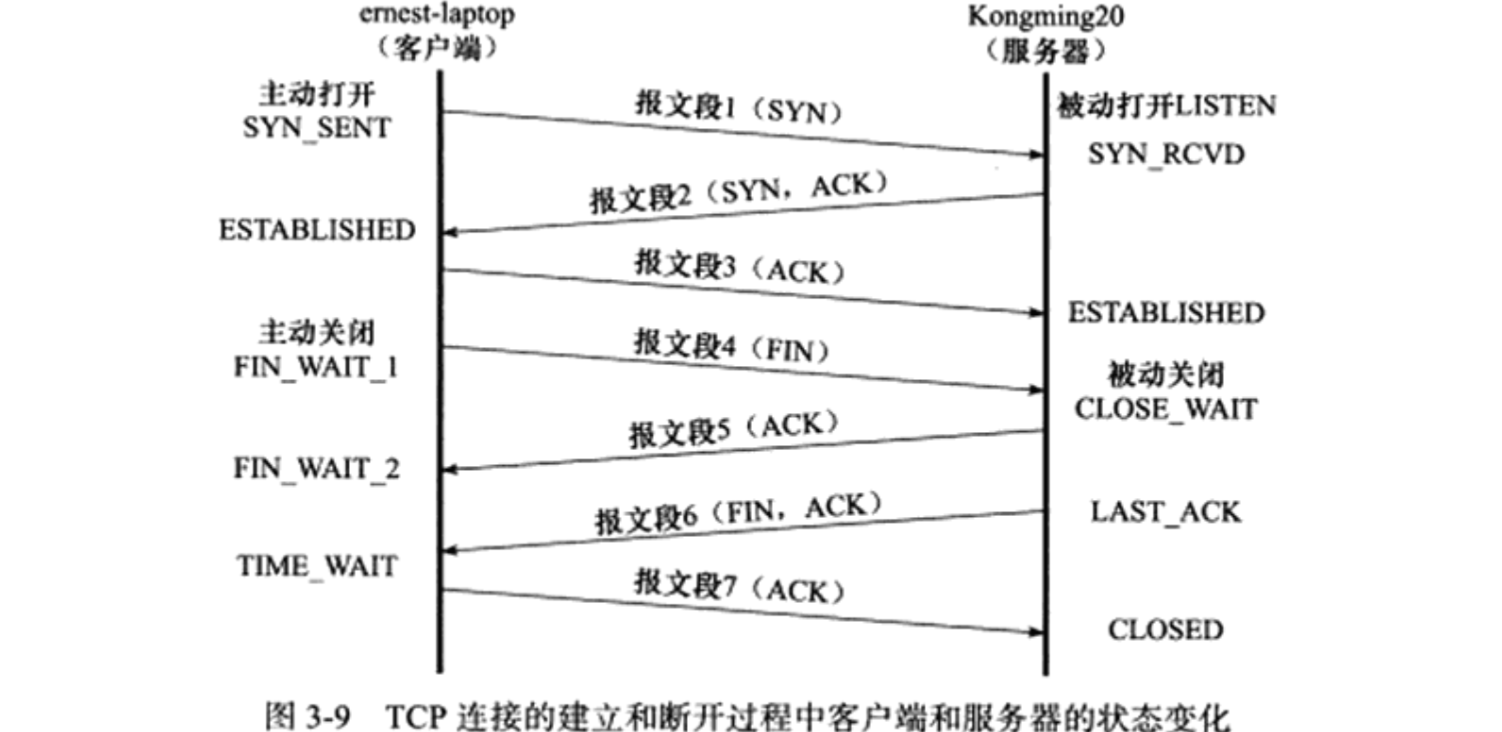 ernest-laptop
（客户端）
Kongming20
（服务器）
主动打开
SYN_SENT
报文段1（SYN）
被动打开LISTEN
SYN_RCVD
报文段2（SYN，ACK）
ESTABLISHED
报文段3（ACK）
ESTABLISHED
主动关闭
FIN_WAIT_1
报文段4（FIN）
被动关闭
CLOSE_WAIT
报文段5（ACK）
FIN_WAIT_2
报文段6（FIN，ACK）
LAST_ACK
TIME_WAIT
报文段7（ACK）
CLOSED
图 3-9 TCP 连接的建立和断开过程中客户端和服务器的状态变化